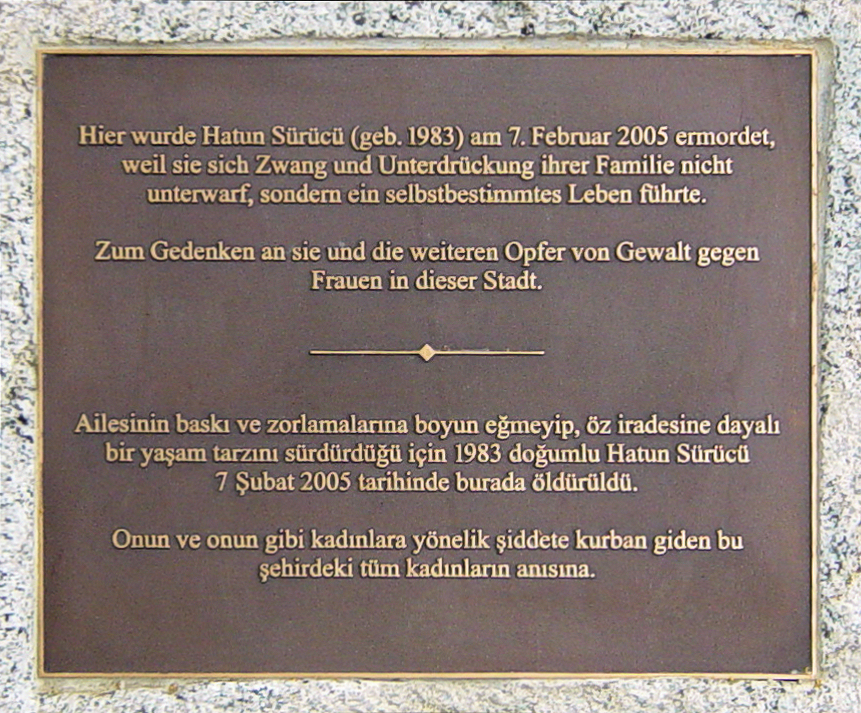 Hier wurde Hatun Sürücü (geb. 1983) am 7. Februar 2005 ermordet,
weil sie sich Zwang und Unterdrückung ihrer Familie nicht
unterwarf, sondern ein selbstbestimmtes Leben führte.
Zum Gedenken an sie und die weiteren Opfer von Gewalt gegen
Frauen in dieser Stadt.
Ailesinin baskı ve zorlamalarına boyun eğmeyip, öz iradesine dayalı
bir yaşam tarzını sürdürdüğü için 1983 doğumlu Hatun Sürücü
7 Şubat 2005 tarihinde burada öldürüldü.
Onun ve onun gibi kadınlara yönelik şiddete kurban giden bu
şehirdeki tüm kadınların anısına.